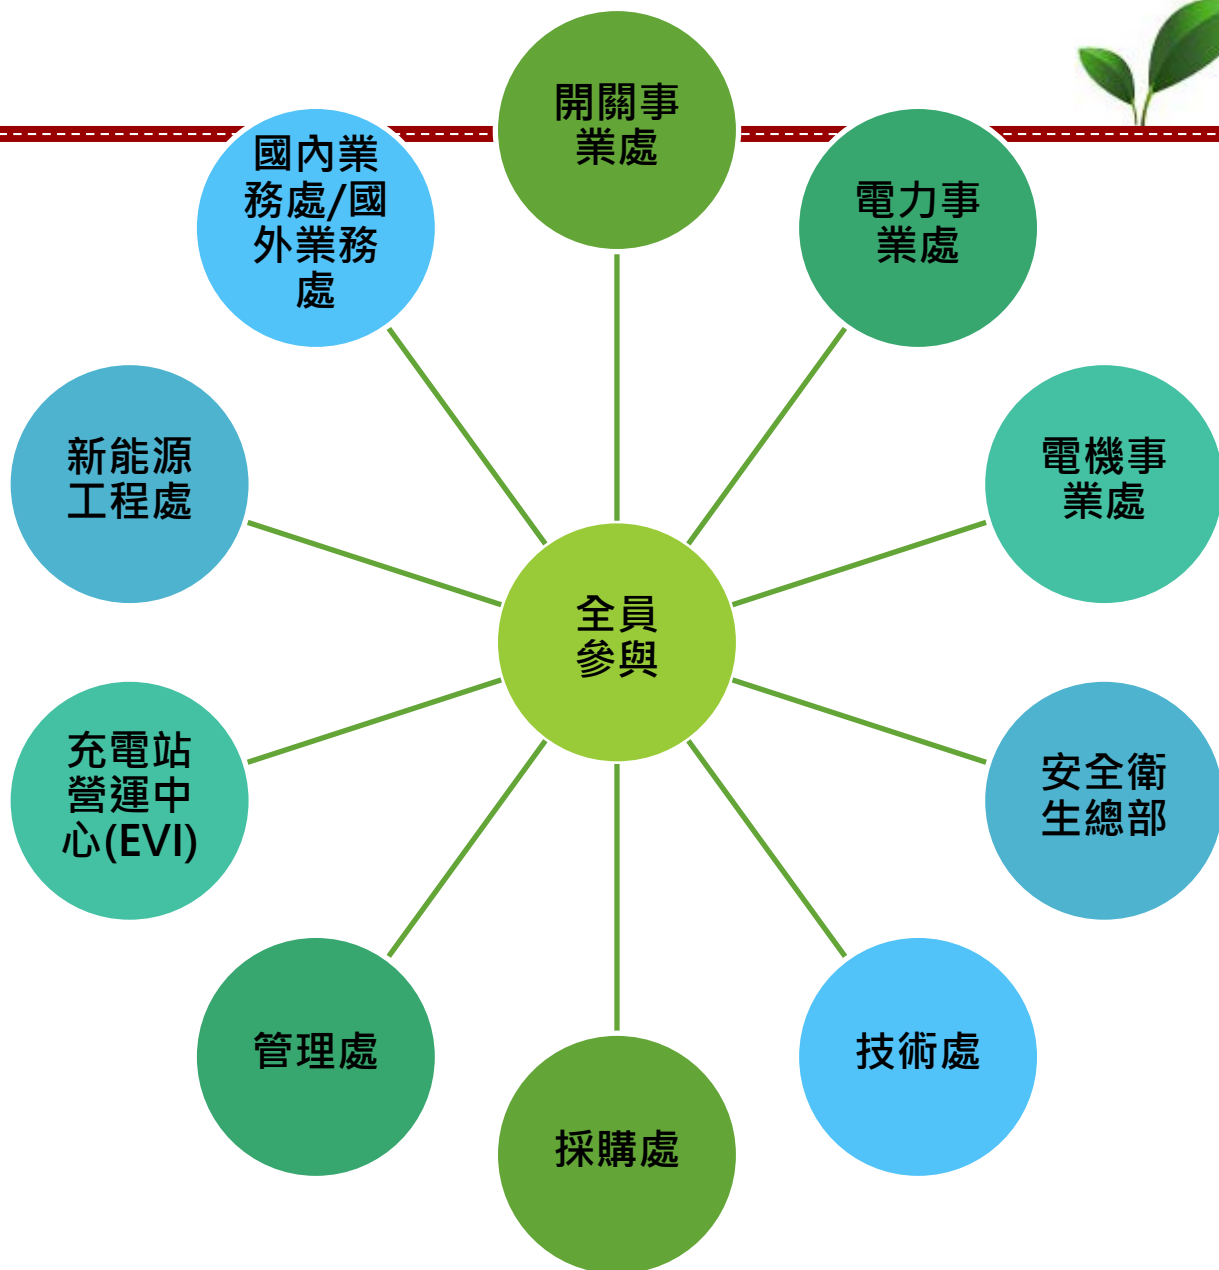 開關事
業處
電力事
業處
電機事
業處
安全衛
生總部
技術處
採購處
管理處
充電站
營運中
心(EVI)
新能源
工程處
國內業
務處/國
外業務
處
全員
參與